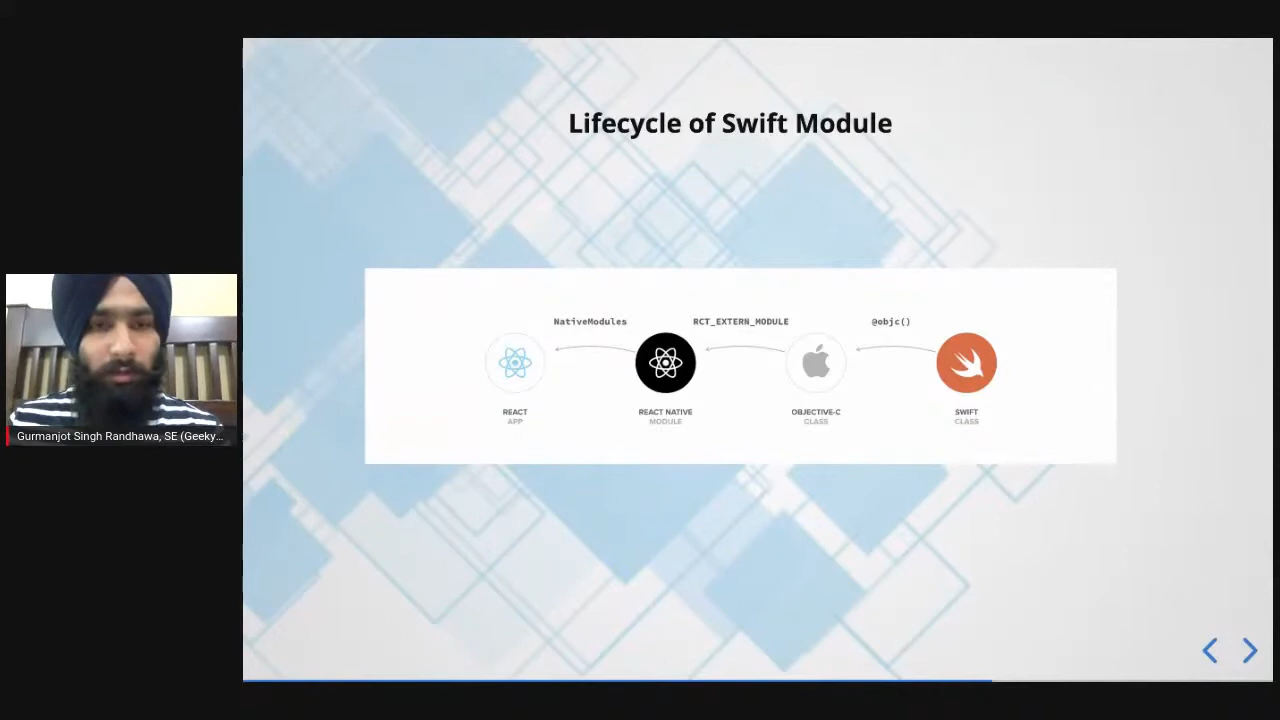 Lifecycle of Swift Module
NativeModules
RCT_EXTERN_MODULE
@objc()
REACT
APP
REACT NATIVE
MODULE
OBJECTIVE-C
CLASS
SWIFT
CLASS
Gurmanjot Singh Randhawa, SE (Geeky...